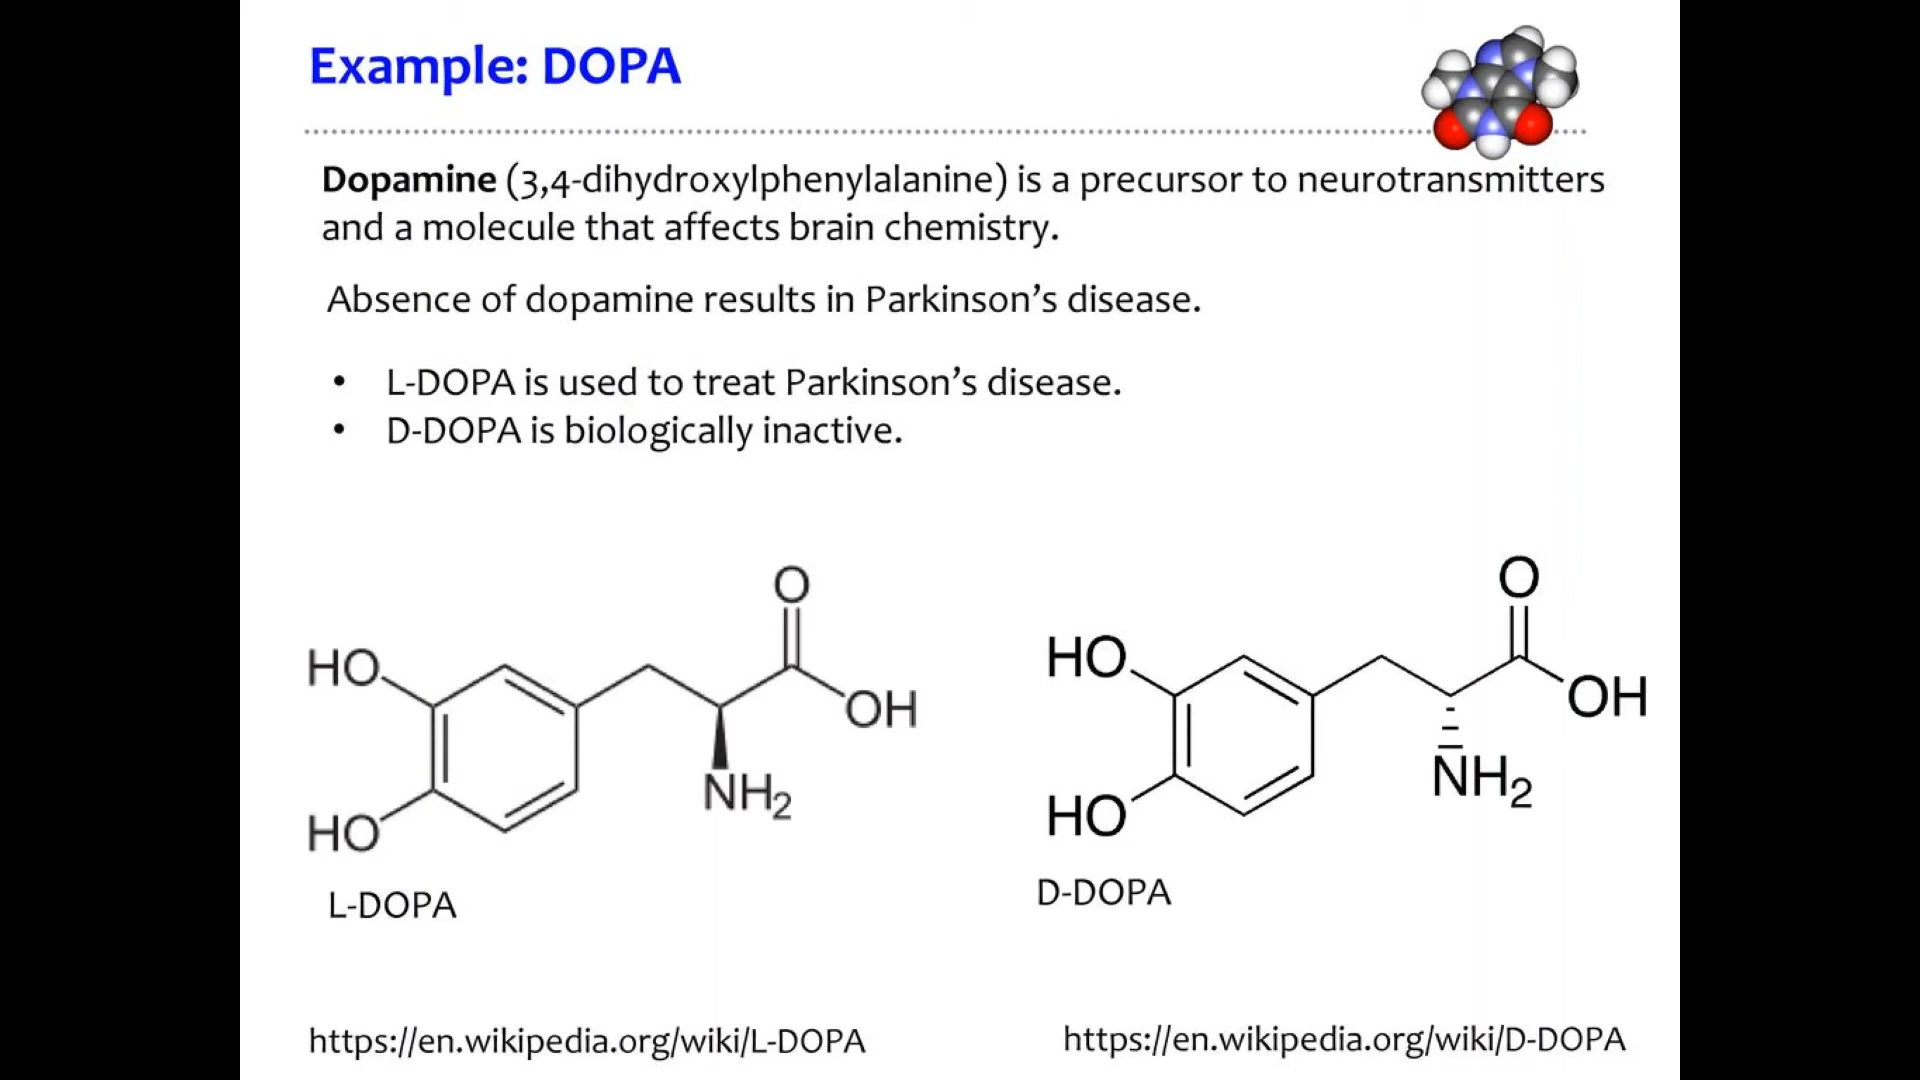 Example: DOPA
Dopamine (3,4-dihydroxylphenylalanine) is a precursor to neurotransmitters
and a molecule that affects brain chemistry.
Absence of dopamine results in Parkinson’s disease.
• L-DOPA is used to treat Parkinson’s disease.
• D-DOPA is biologically inactive.
O
HO
OH
NH2
HO
L-DOPA
O
HO
OH
NH2
HO
D-DOPA
https://en.wikipedia.org/wiki/L-DOPA
https://en.wikipedia.org/wiki/D-DOPA